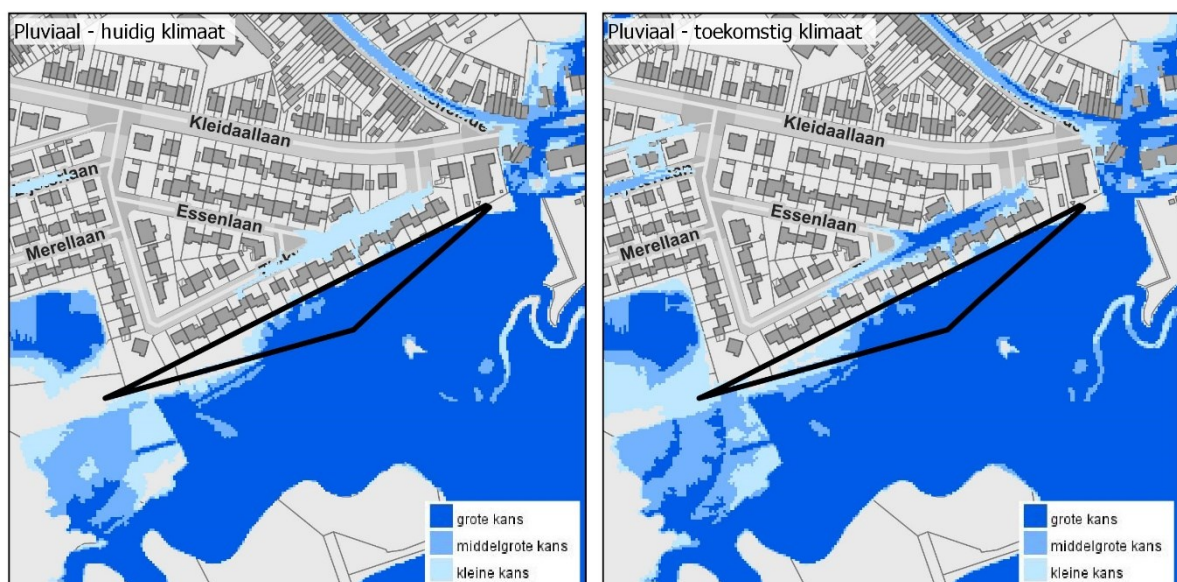 Pluviaal - huidig klimaat
Kleidaallaan
Essenlaan
Merellaan
grote kans
middelgrote kans
kleine kans
Pluviaal - toekomstig klimaat
Kleidaallaan
Essenlaan
Merellaan
grote kans
middelgrote kans
kleine kans